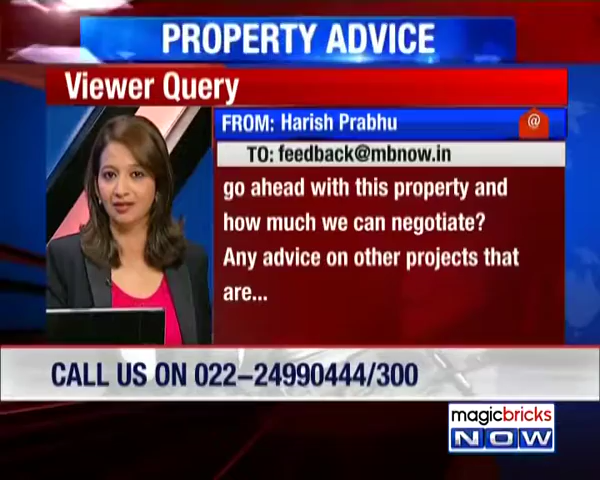 PROPERTY ADVICE
Viewer Query
FROM: Harish Prabhu
@
TO: feedback@mbnow.in
go ahead with this property and
how much we can negotiate?
Any advice on other projects that
are...
CALL US ON 022–24990444/300
magicbricks
NOW